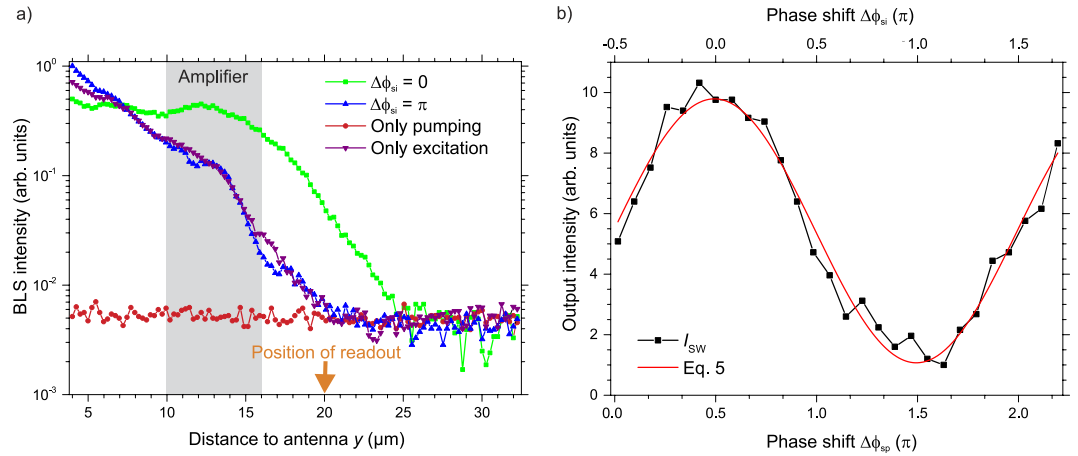 a)
Amplifier
Δϕsi = 0
Δϕsi = π
Only pumping
Only excitation
Position of readout
BLS intensity (arb. units)
10⁰
10⁻¹
10⁻²
10⁻³
5 10 15 20 25 30
Distance to antenna y (µm)
b)
Phase shift Δϕsi (π)
-0.5 0.0 0.5 1.0 1.5
Output intensity (arb. units)
10
8
6
4
2
0
ISW
Eq. 5
0.0 0.5 1.0 1.5 2.0
Phase shift Δϕsp (π)